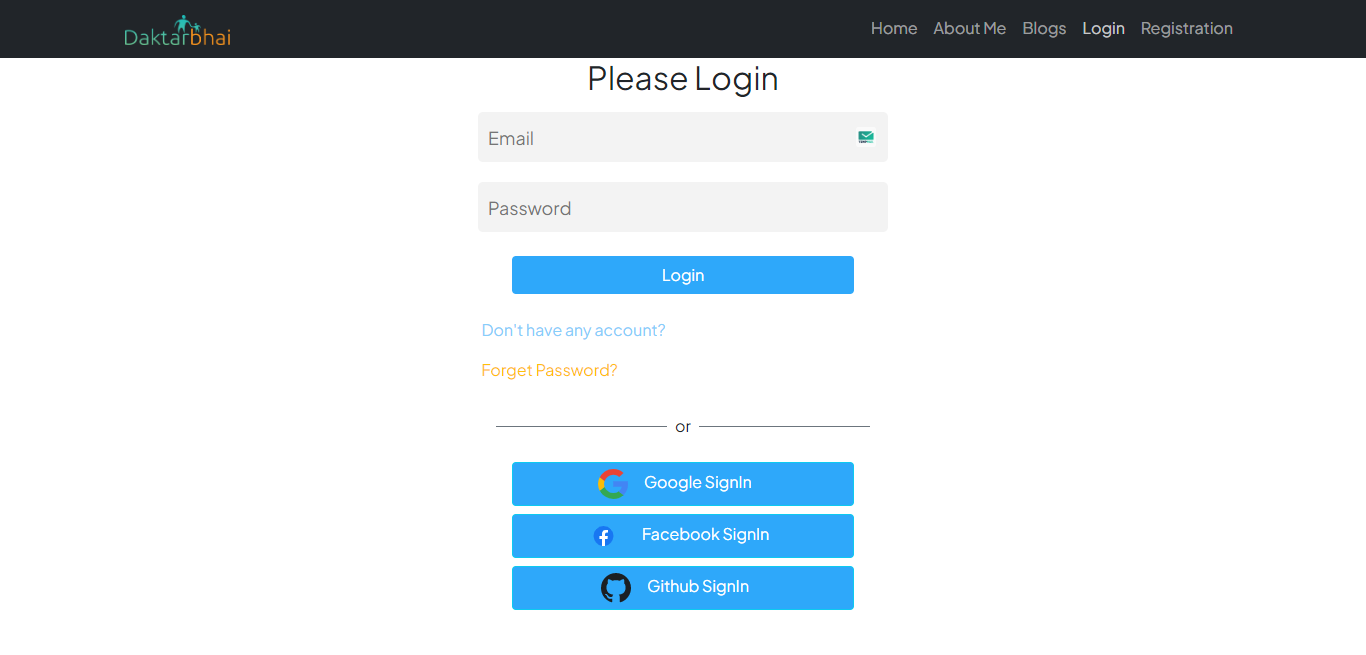 Daktarbhai
Home About Me Blogs Login Registration
Please Login
Email
Password
Login
Don't have any account?
Forget Password?
or
Google SignIn
Facebook SignIn
Github SignIn